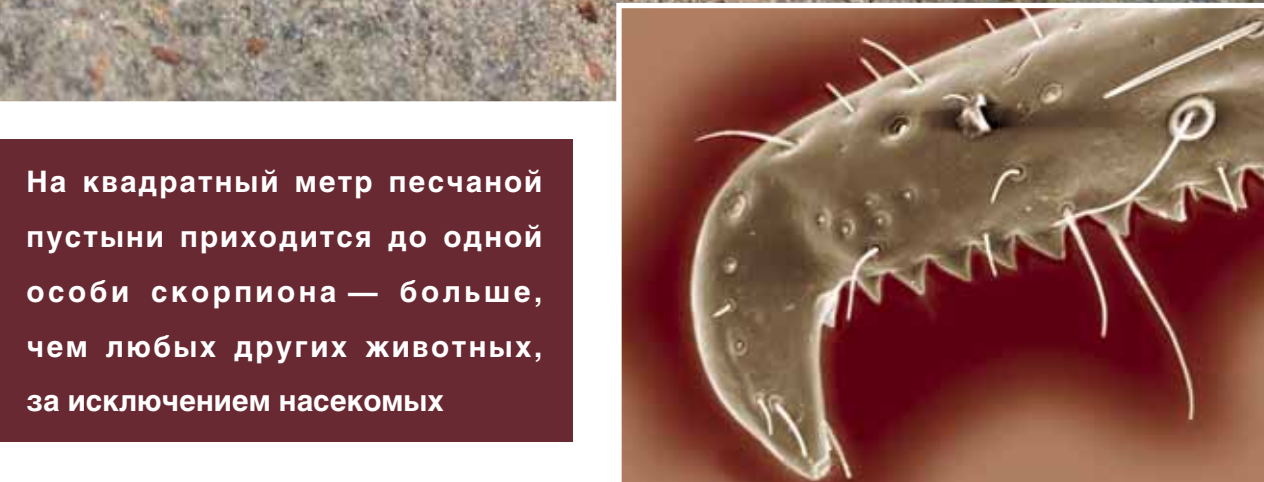 На квадратный метр песчаной
пустыни приходится до одной
особи скорпиона — больше,
чем любых других животных,
за исключением насекомых